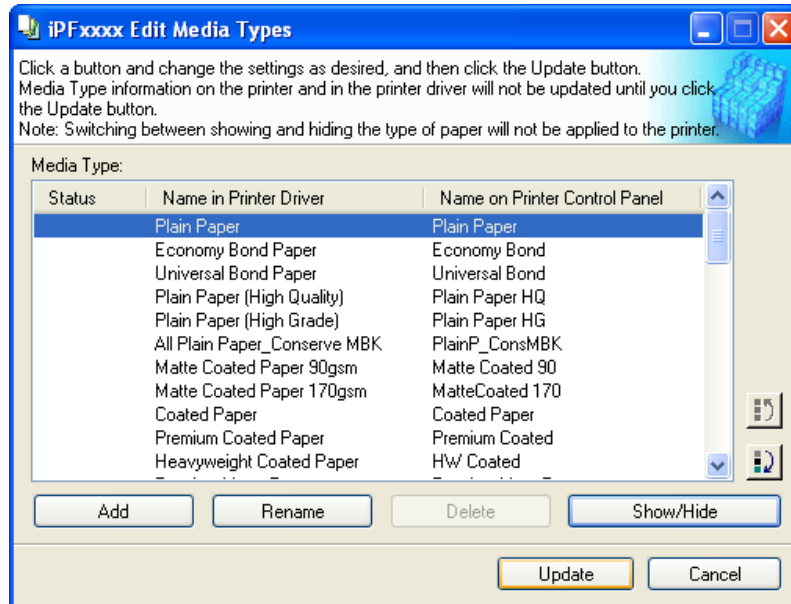 iPFxxxx Edit Media Types
Click a button and change the settings as desired, and then click the Update button.
Media Type information on the printer and in the printer driver will not be updated until you click
the Update button.
Note: Switching between showing and hiding the type of paper will not be applied to the printer.
Media Type:
Status Name in Printer Driver Name on Printer Control Panel
Plain Paper Plain Paper
Economy Bond Paper Economy Bond
Universal Bond Paper Universal Bond
Plain Paper (High Quality) Plain Paper HQ
Plain Paper (High Grade) Plain Paper HG
All Plain Paper_Conserve MBK PlainP_ConsMBK
Matte Coated Paper 90gsm Matte Coated 90
Matte Coated Paper 170gsm MatteCoated 170
Coated Paper Coated Paper
Premium Coated Paper Premium Coated
Heavyweight Coated Paper HW Coated
Add Rename Delete Show/Hide
Update Cancel